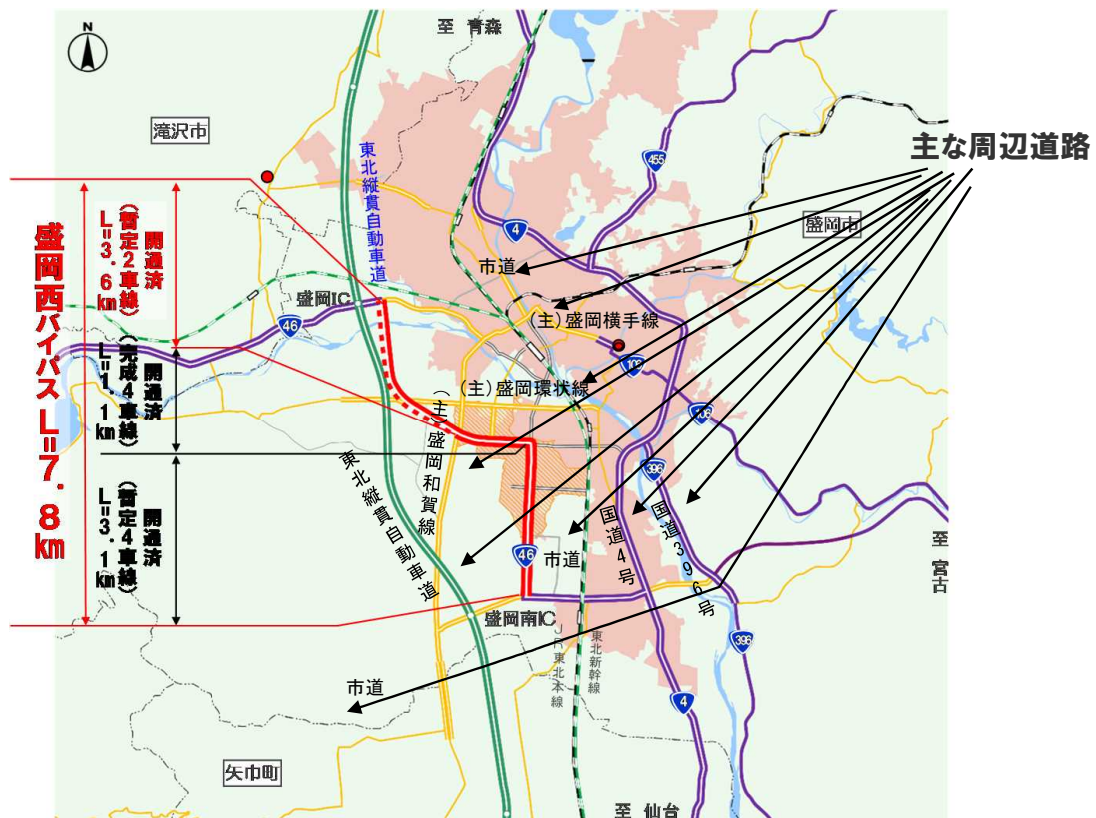 N
至 青森
滝沢市
東北縦貫自動車道
455
主な周辺道路
盛岡市
4
市道
盛岡IC
46
(主)盛岡横手線
106
(主)盛岡環状線
106
盛岡西バイパス L=7.8km
開通済
(暫定2車線)
L=3.6km
開通済
(完成4車線)
L=1.1km
開通済
(暫定4車線)
L=3.1km
(主)盛岡和賀線
東北縦貫自動車道
396
国道4号
国道396号
46
市道
至 宮古
盛岡南IC
JR東北本線
東北新幹線
396
市道
4
矢巾町
至 仙台